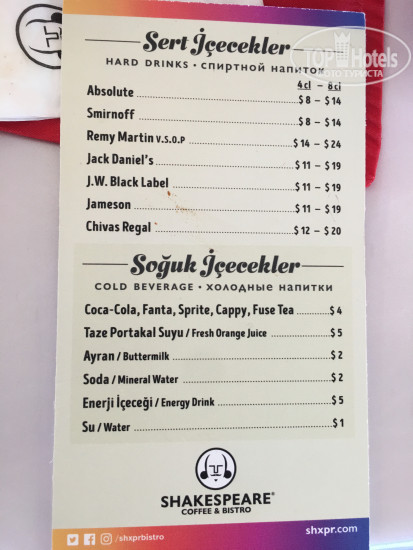 Sert İçecekler
HARD DRINKS • спиртной напиток
4cl – 8cl
Absolute $8 – $14
Smirnoff $8 – $14
Remy Martin V.S.O.P $14 – $24
Jack Daniel's $11 – $19
J.W. Black Label $11 – $19
Jameson $11 – $19
Chivas Regal $12 – $20
Soğuk İçecekler
COLD BEVERAGE • холодные напитки
Coca-Cola, Fanta, Sprite, Cappy, Fuse Tea $4
Taze Portakal Suyu / Fresh Orange Juice $5
Ayran / Buttermilk $2
Soda / Mineral Water $2
Enerji İçeceği / Energy Drink $5
Su / Water $1
SHAKESPEARE®
COFFEE & BISTRO
/shxprbistro
shxpr.com
TOP Hotels
ФОТО ТУРИСТА